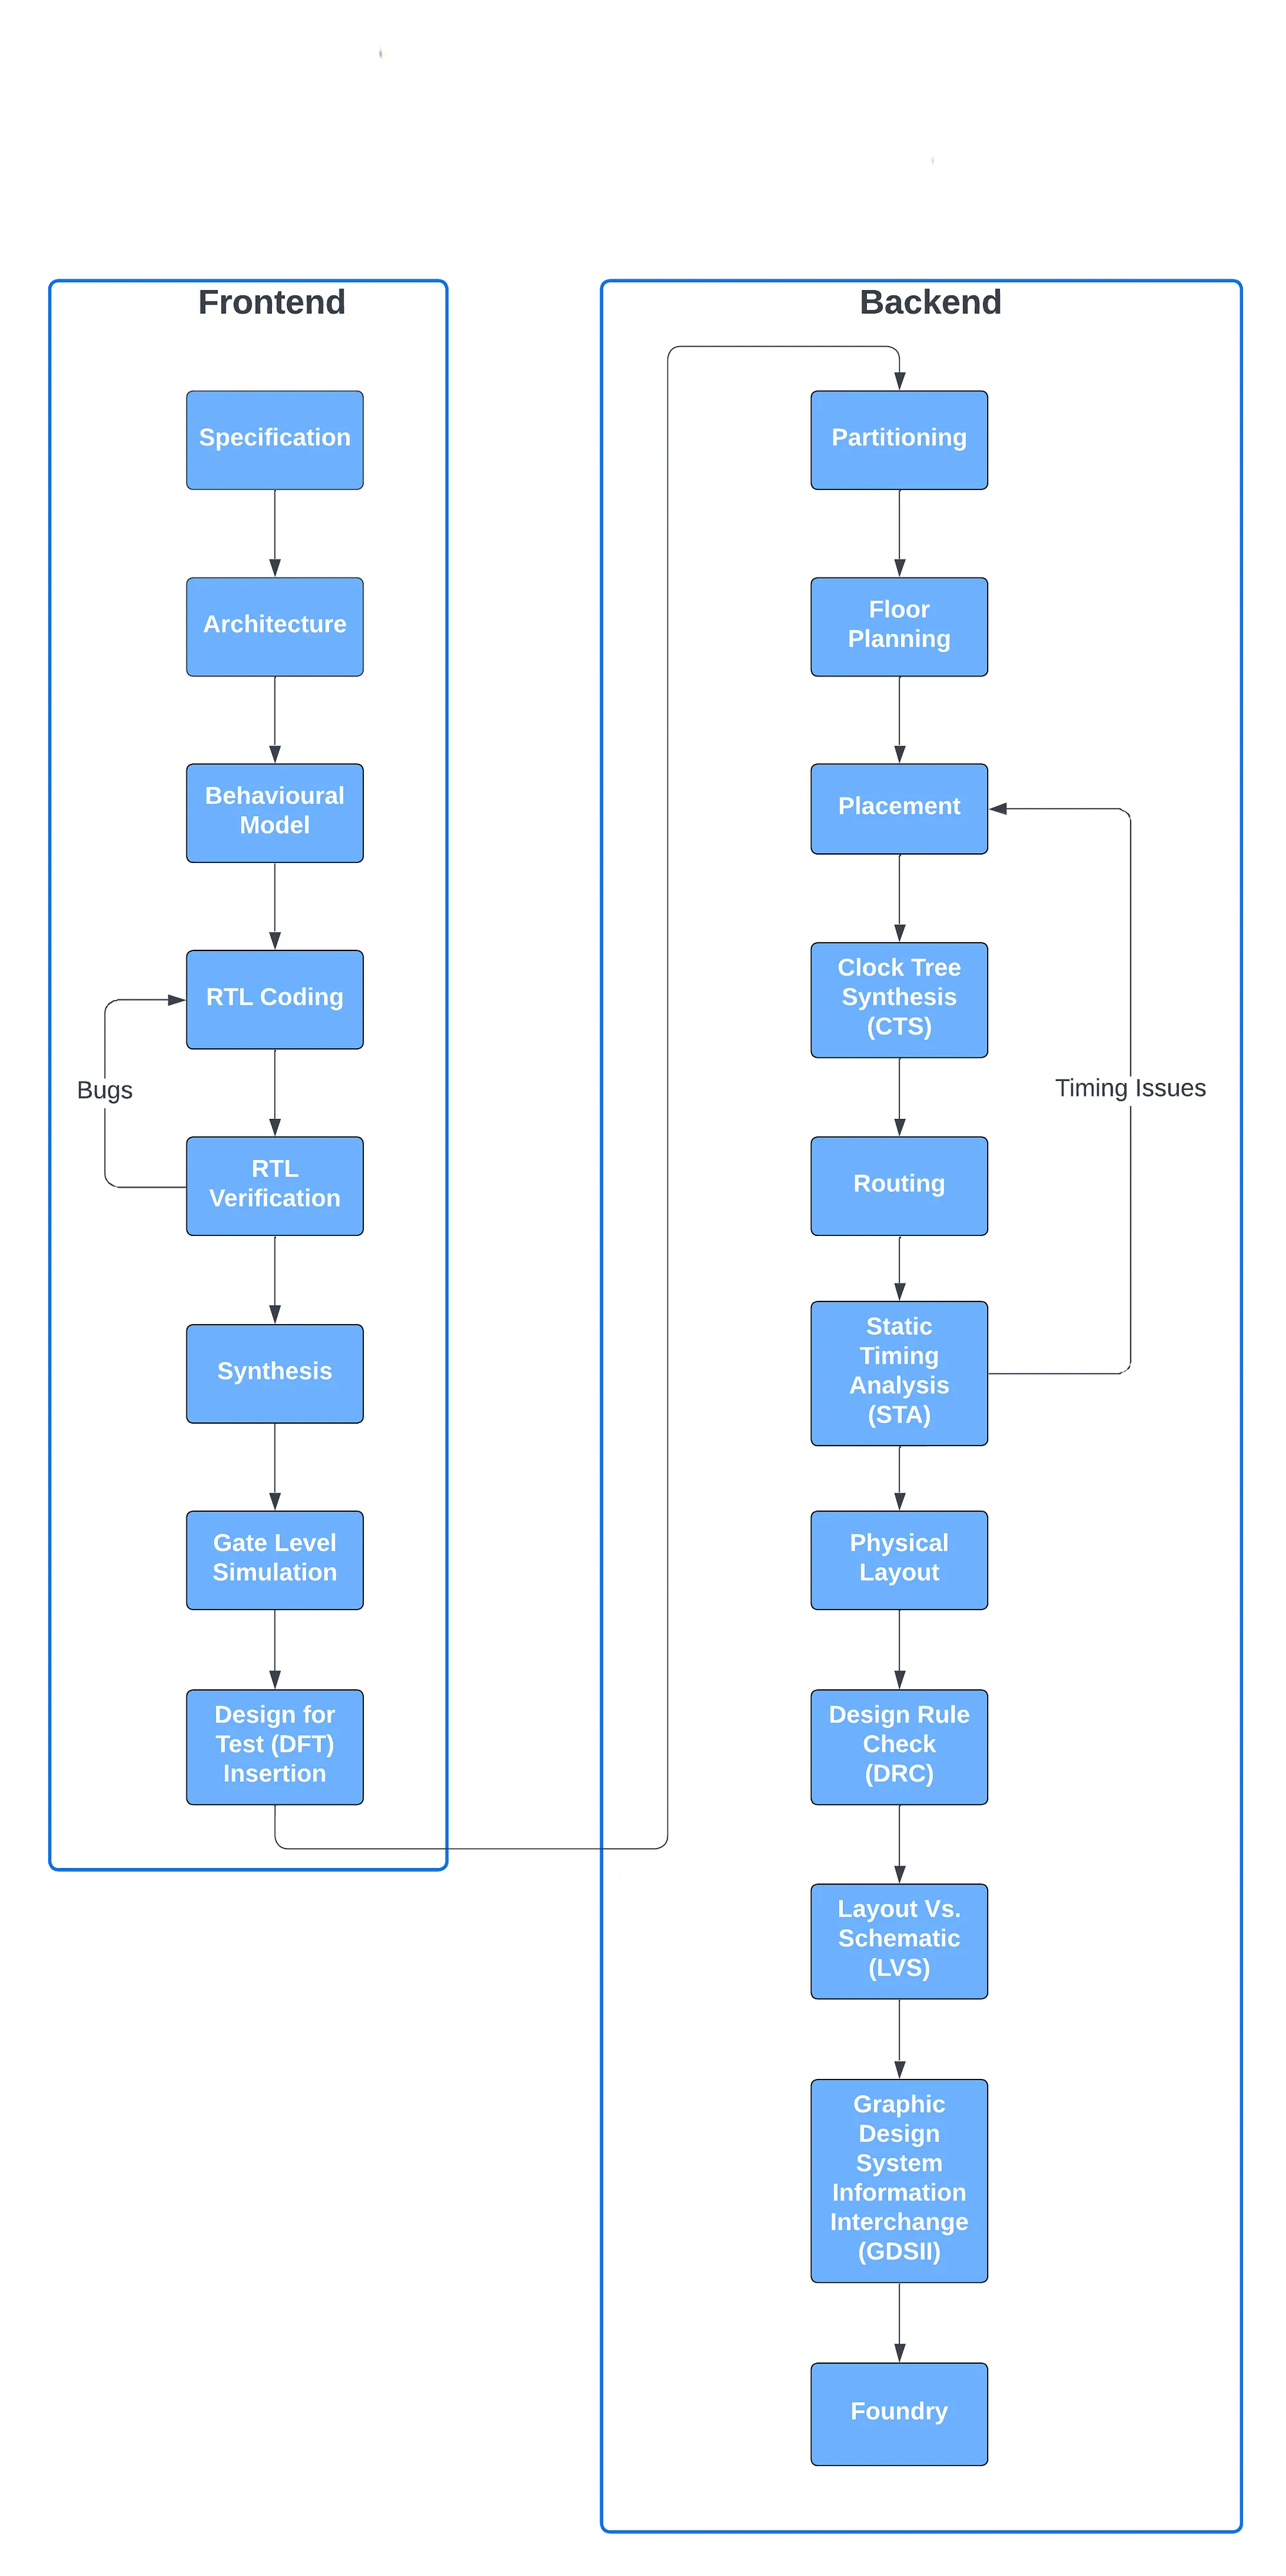 Frontend
Specification
Architecture
Behavioural
Model
RTL Coding
Bugs
RTL
Verification
Synthesis
Gate Level
Simulation
Design for
Test (DFT)
Insertion
Backend
Partitioning
Floor
Planning
Placement
Clock Tree
Synthesis
(CTS)
Timing Issues
Routing
Static
Timing
Analysis
(STA)
Physical
Layout
Design Rule
Check
(DRC)
Layout Vs.
Schematic
(LVS)
Graphic
Design
System
Information
Interchange
(GDSII)
Foundry